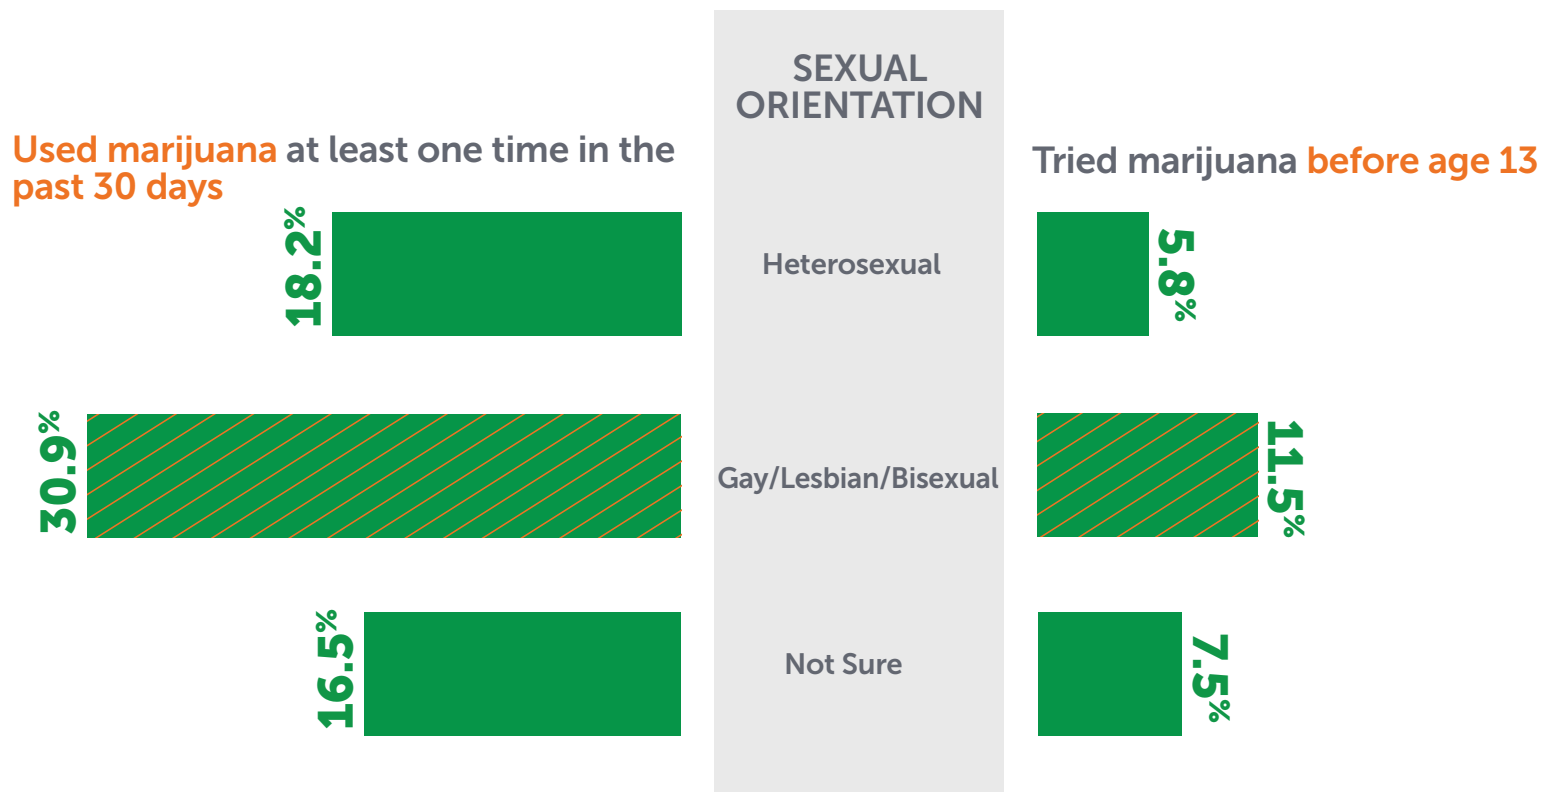 SEXUAL
ORIENTATION
Used marijuana at least one time in the
past 30 days
Tried marijuana before age 13
18.2%
Heterosexual
5.8%
30.9%
Gay/Lesbian/Bisexual
11.5%
16.5%
Not Sure
7.5%